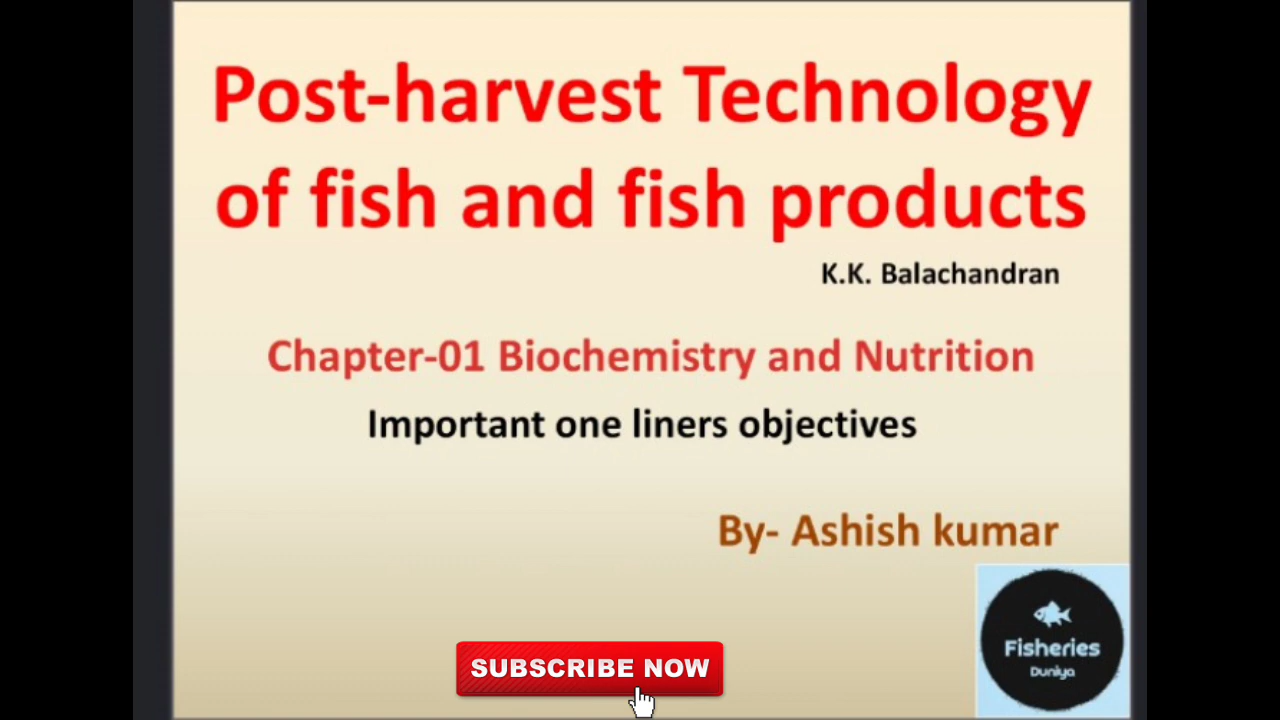 Post-harvest Technology
of fish and fish products
K.K. Balachandran
Chapter-01 Biochemistry and Nutrition
Important one liners objectives
By- Ashish kumar
Fisheries
Duniya
SUBSCRIBE NOW